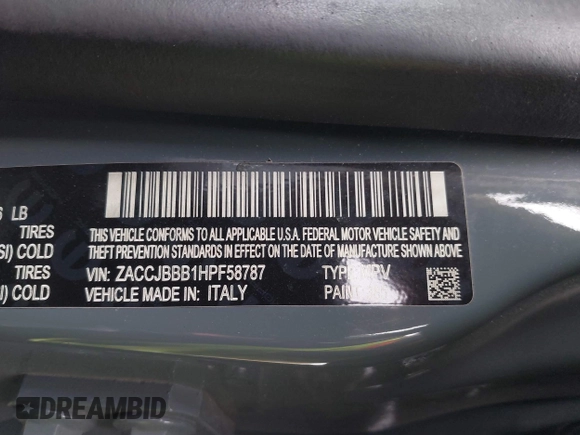 LB
TIRES
COLD
TIRES
COLD
THIS VEHICLE CONFORMS TO ALL APPLICABLE U.S.A. FEDERAL MOTOR VEHICLE SAFETY AND
THEFT PREVENTION STANDARDS IN EFFECT ON THE DATE OF MANUFACTURE SHOWN ABOVE
VIN: ZACCJBBB1HPF58787
VEHICLE MADE IN: ITALY
DREAMBID